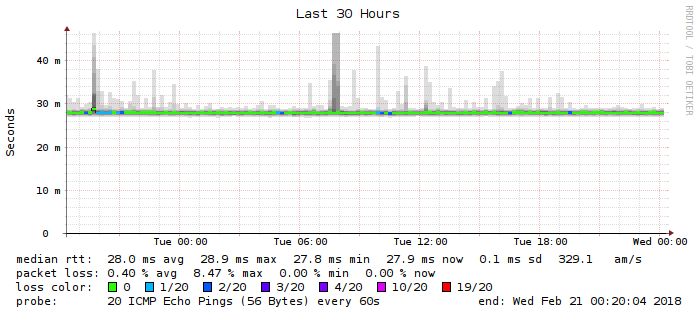 Last 30 Hours
RRDTOOL / TOBI OETIKER
Seconds
40 m
30 m
20 m
10 m
0
Tue 00:00 Tue 06:00 Tue 12:00 Tue 18:00 Wed 00:00
median rtt: 28.0 ms avg 28.9 ms max 27.8 ms min 27.9 ms now 0.1 ms sd 329.1 am/s
packet loss: 0.40 % avg 8.47 % max 0.00 % min 0.00 % now
loss color: 0 1/20 2/20 3/20 4/20 10/20 19/20
probe: 20 ICMP Echo Pings (56 Bytes) every 60s end: Wed Feb 21 00:20:04 2018